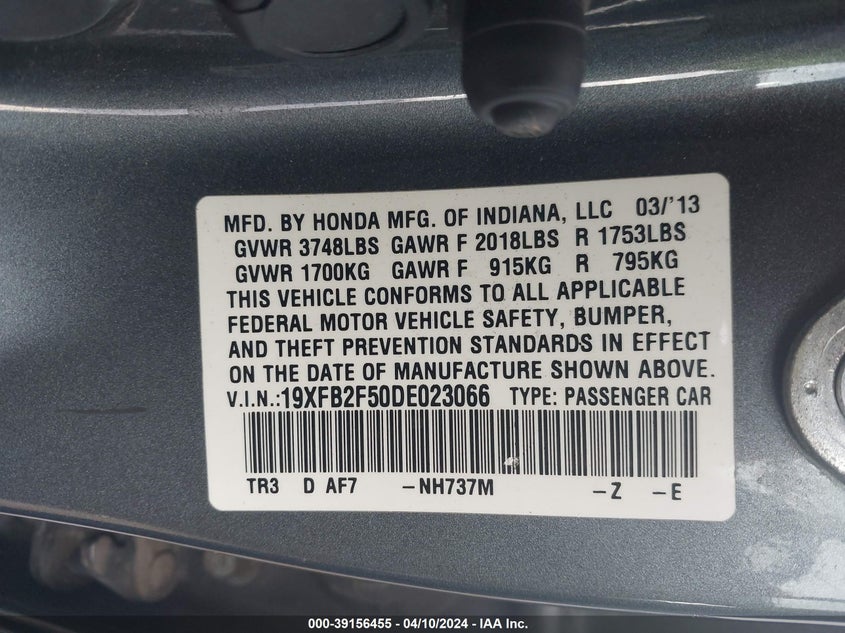 MFD. BY HONDA MFG. OF INDIANA, LLC 03/'13
GVWR 3748LBS GAWR F 2018LBS R 1753LBS
GVWR 1700KG GAWR F 915KG R 795KG
THIS VEHICLE CONFORMS TO ALL APPLICABLE
FEDERAL MOTOR VEHICLE SAFETY, BUMPER,
AND THEFT PREVENTION STANDARDS IN EFFECT
ON THE DATE OF MANUFACTURE SHOWN ABOVE.
V.I.N.:19XFB2F50DE023066 TYPE: PASSENGER CAR
TR3 D AF7 -NH737M -Z -E
000-39156455 - 04/10/2024 - IAA Inc.